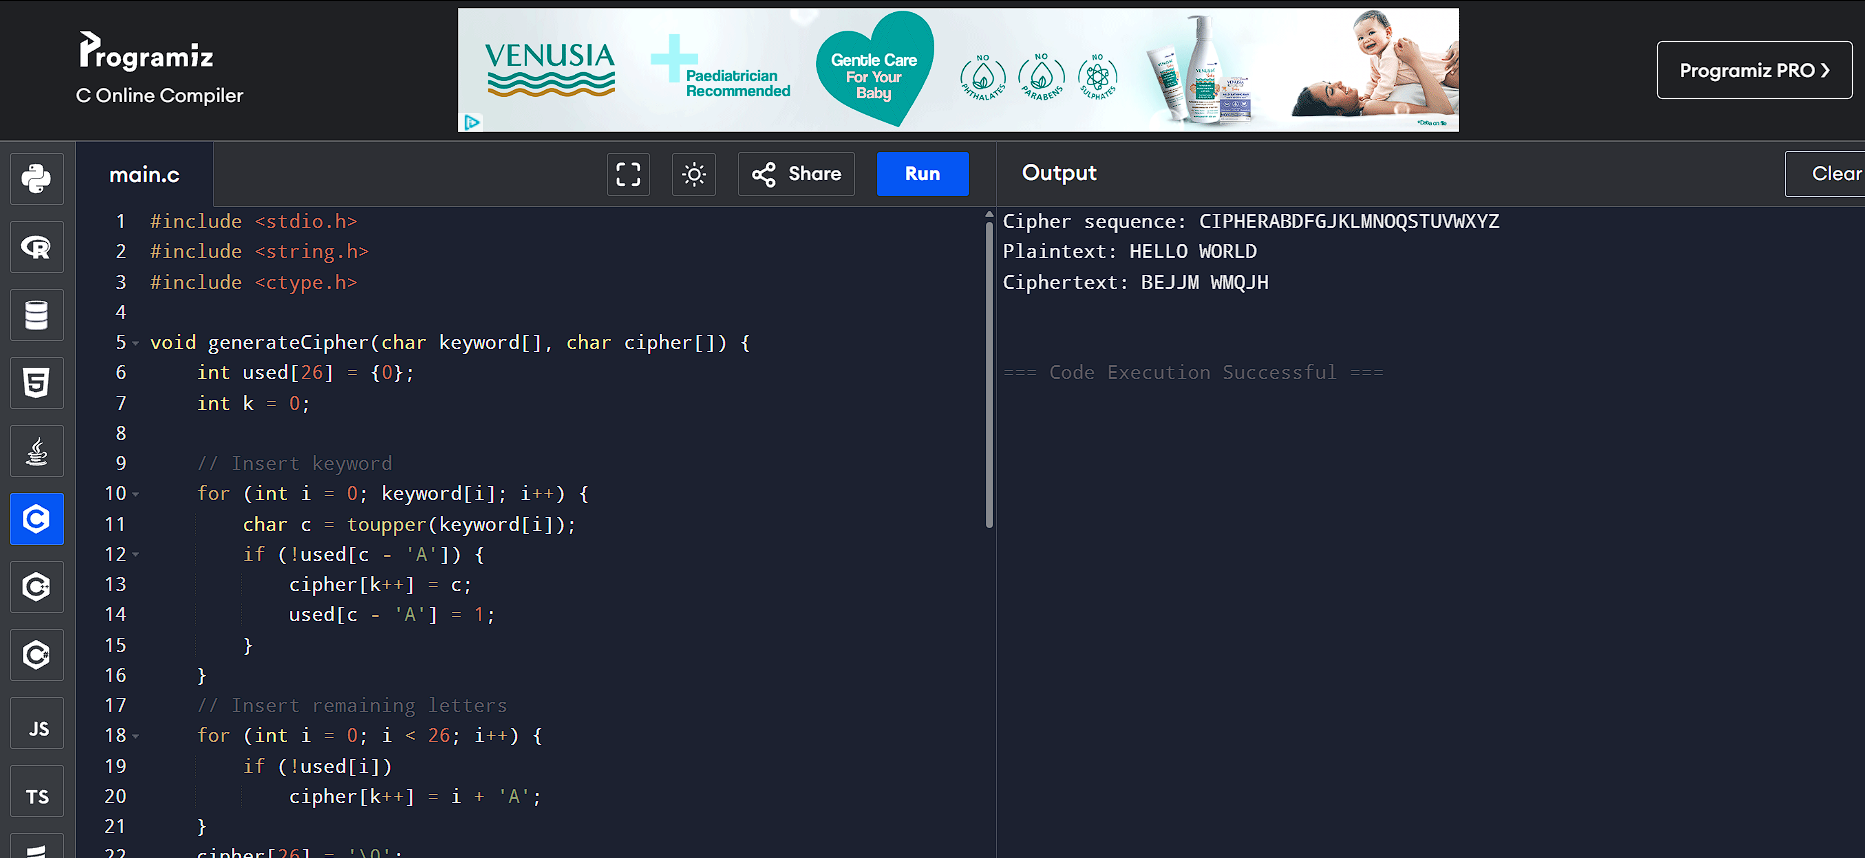 Programiz
C Online Compiler
VENUSIA
Paediatrician
Recommended
Gentle Care
For Your
Baby
NO
PHTHALATES
NO
PARABENS
NO
SULPHATES
Programiz PRO ❯
main.c
Share
Run
Output
Clear
1 #include <stdio.h>
2 #include <string.h>
3 #include <ctype.h>
4
5 void generateCipher(char keyword[], char cipher[]) {
6     int used[26] = {0};
7     int k = 0;
8
9     // Insert keyword
10     for (int i = 0; keyword[i]; i++) {
11         char c = toupper(keyword[i]);
12         if (!used[c - 'A']) {
13             cipher[k++] = c;
14             used[c - 'A'] = 1;
15         }
16     }
17     // Insert remaining letters
18     for (int i = 0; i < 26; i++) {
19         if (!used[i])
20             cipher[k++] = i + 'A';
21     }
22     cipher[26] = '\0';
Cipher sequence: CIPHERABDFGJKLMNOQSTUVWXYZ
Plaintext: HELLO WORLD
Ciphertext: BEJJM WMQJH
=== Code Execution Successful ===
JS
TS